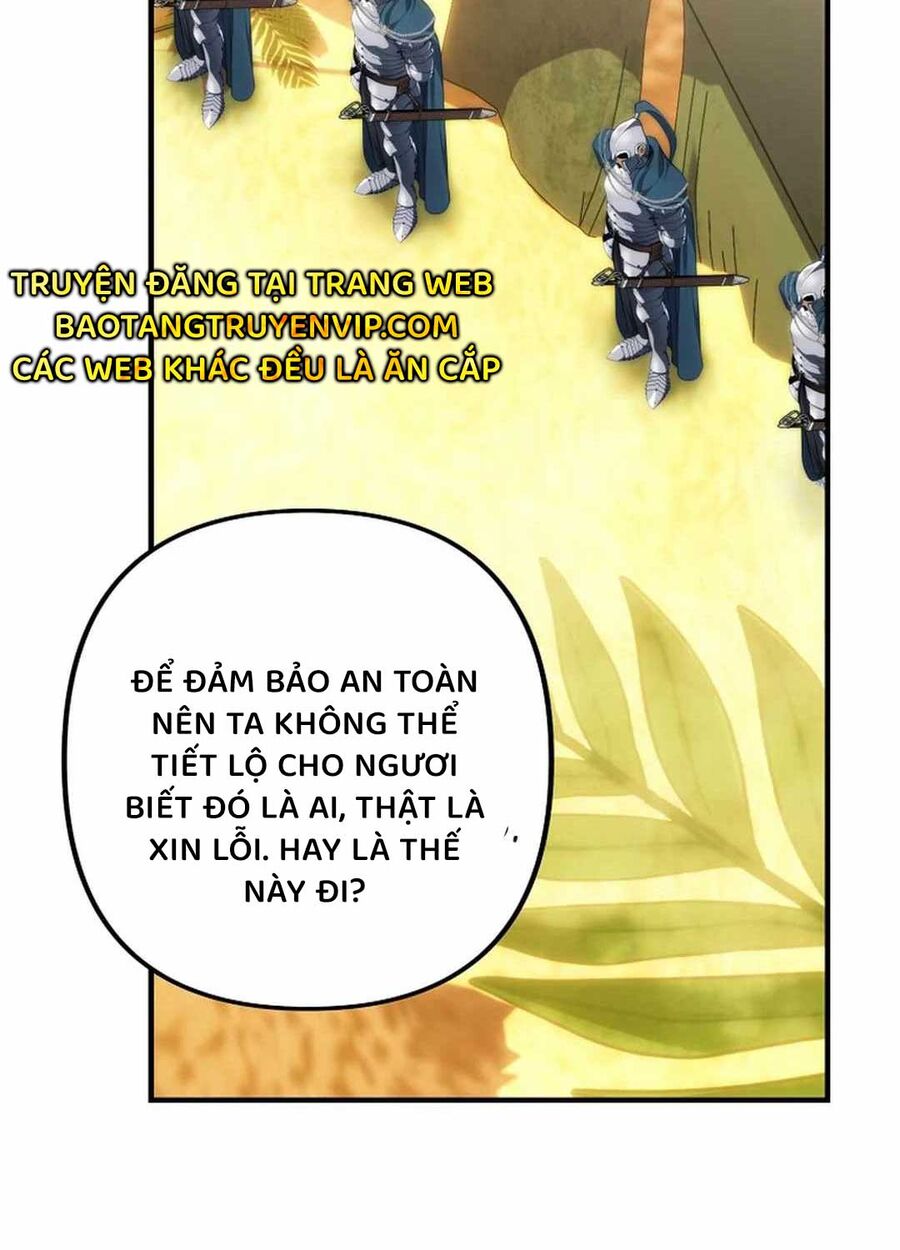 TRUYỆN ĐĂNG TẠI TRANG WEB
BAOTANGTRUYENVIP.COM
CÁC WEB KHÁC ĐỀU LÀ ĂN CẮP
ĐỂ ĐẢM BẢO AN TOÀN
NÊN TA KHÔNG THỂ
TIẾT LỘ CHO NGƯƠI
BIẾT ĐÓ LÀ AI, THẬT LÀ
XIN LỖI. HAY LÀ THẾ
NÀY ĐI?